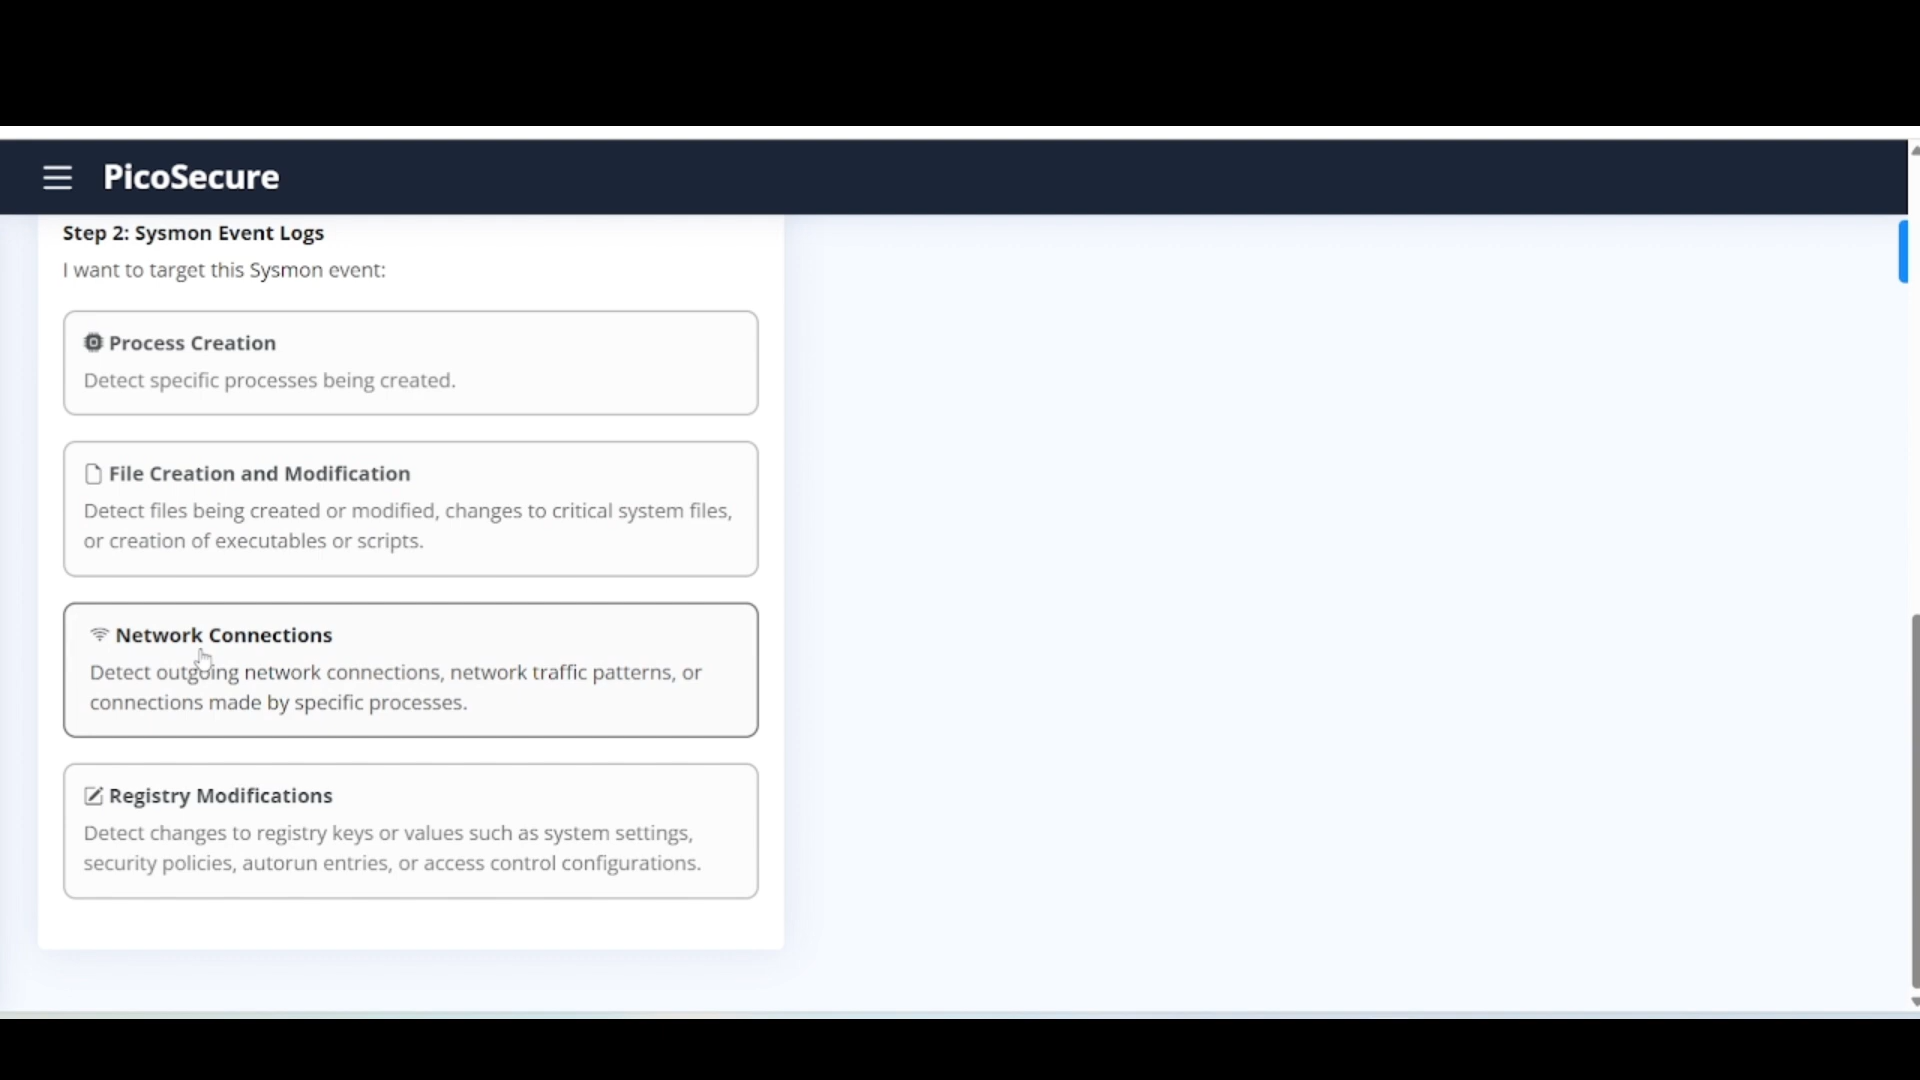 PicoSecure
Step 2: Sysmon Event Logs
I want to target this Sysmon event:
Process Creation
Detect specific processes being created.
File Creation and Modification
Detect files being created or modified, changes to critical system files,
or creation of executables or scripts.
Network Connections
Detect outgoing network connections, network traffic patterns, or
connections made by specific processes.
Registry Modifications
Detect changes to registry keys or values such as system settings,
security policies, autorun entries, or access control configurations.